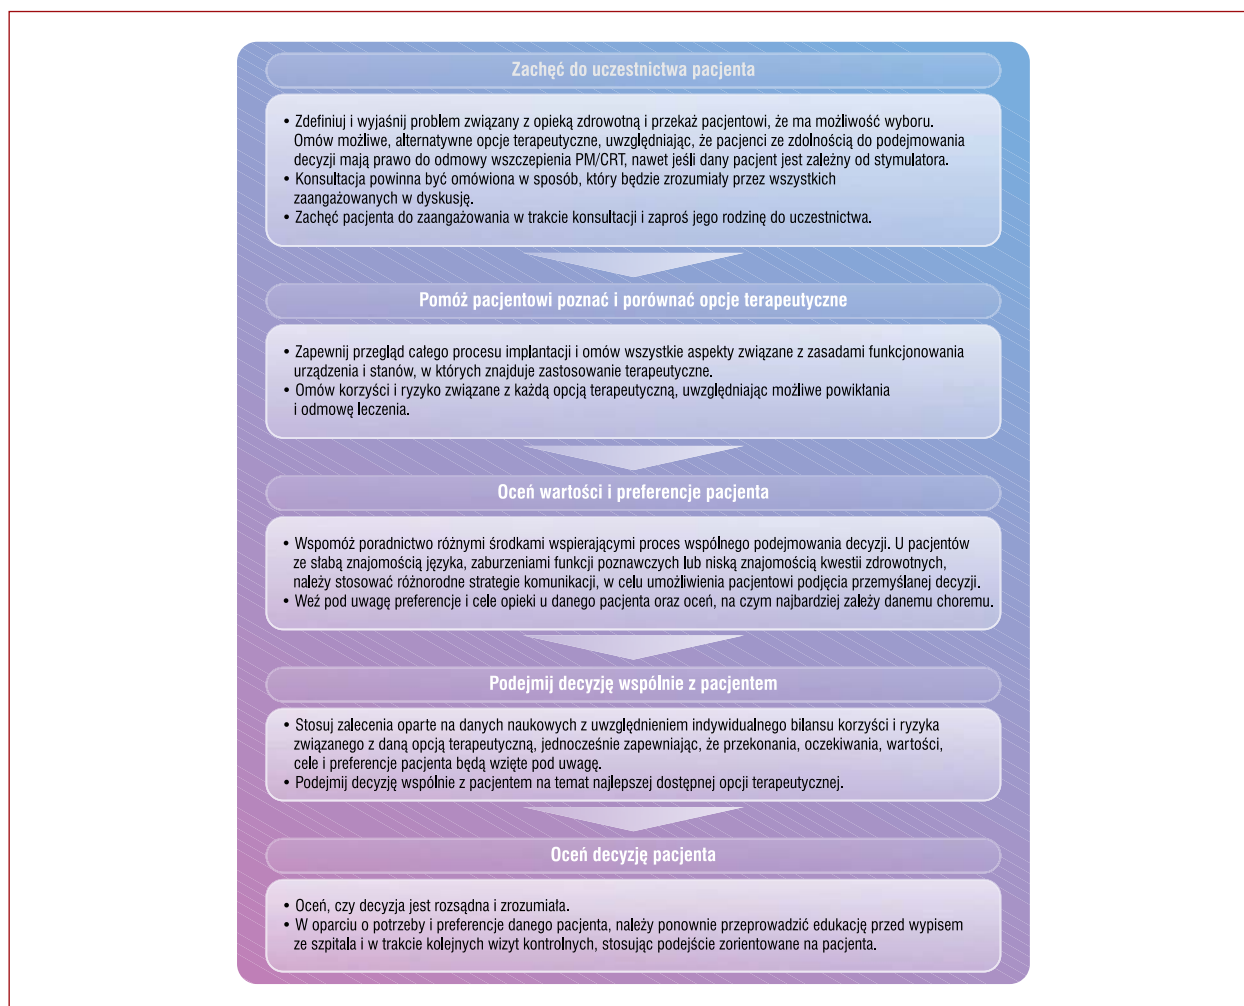 Zachęć do uczestnictwa pacjenta
• Zdefiniuj i wyjaśnij problem związany z opieką zdrowotną i przekaż pacjentowi, że ma możliwość wyboru.
Omów możliwe, alternatywne opcje terapeutyczne, uwzględniając, że pacjenci ze zdolnością do podejmowania
decyzji mają prawo do odmowy wszczepienia PM/CRT, nawet jeśli dany pacjent jest zależny od stymulatora.
• Konsultacja powinna być omówiona w sposób, który będzie zrozumiały przez wszystkich
zaangażowanych w dyskusję.
• Zachęć pacjenta do zaangażowania w trakcie konsultacji i zaproś jego rodzinę do uczestnictwa.
Pomóż pacjentowi poznać i porównać opcje terapeutyczne
• Zapewnij przegląd całego procesu implantacji i omów wszystkie aspekty związane z zasadami funkcjonowania
urządzenia i stanów, w których znajduje zastosowanie terapeutyczne.
• Omów korzyści i ryzyko związane z każdą opcją terapeutyczną, uwzględniając możliwe powikłania
i odmowę leczenia.
Oceń wartości i preferencje pacjenta
• Wspomóż poradnictwo różnymi środkami wspierającymi proces wspólnego podejmowania decyzji. U pacjentów
ze słabą znajomością języka, zaburzeniami funkcji poznawczych lub niską znajomością kwestii zdrowotnych,
należy stosować różnorodne strategie komunikacji, w celu umożliwienia pacjentowi podjęcia przemyślanej decyzji.
• Weź pod uwagę preferencje i cele opieki u danego pacjenta oraz oceń, na czym najbardziej zależy danemu choremu.
Podejmij decyzję wspólnie z pacjentem
• Stosuj zalecenia oparte na danych naukowych z uwzględnieniem indywidualnego bilansu korzyści i ryzyka
związanego z daną opcją terapeutyczną, jednocześnie zapewniając, że przekonania, oczekiwania, wartości,
cele i preferencje pacjenta będą wzięte pod uwagę.
• Podejmij decyzję wspólnie z pacjentem na temat najlepszej dostępnej opcji terapeutycznej.
Oceń decyzję pacjenta
• Oceń, czy decyzja jest rozsądna i zrozumiała.
• W oparciu o potrzeby i preferencje danego pacjenta, należy ponownie przeprowadzić edukację przed wypisem
ze szpitala i w trakcie kolejnych wizyt kontrolnych, stosując podejście zorientowane na pacjenta.